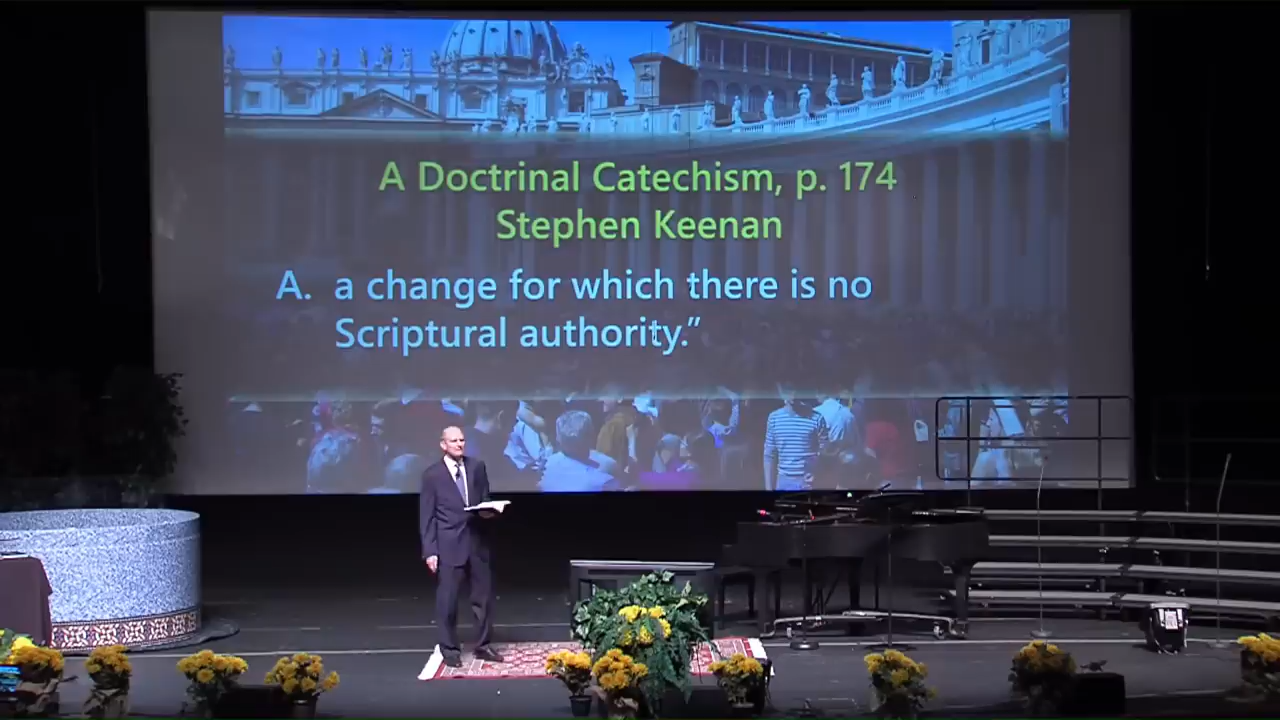 A Doctrinal Catechism, p. 174
Stephen Keenan
A. a change for which there is no
Scriptural authority.”